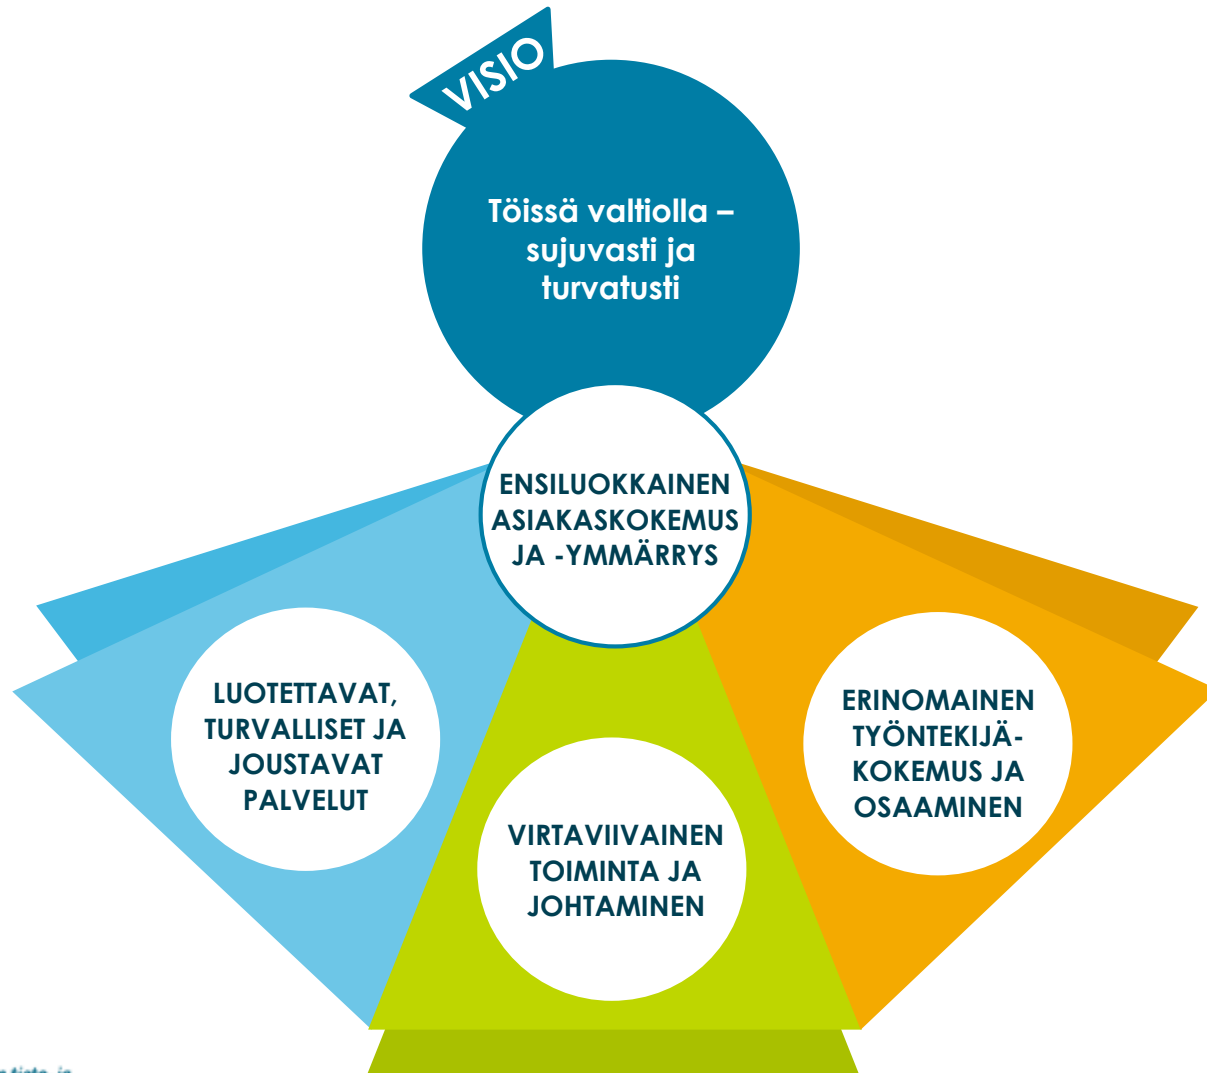 VISIO
Töissä valtiolla –
sujuvasti ja
turvatusti
ENSILUOKKAINEN
ASIAKASKOKEMUS
JA -YMMÄRRYS
LUOTETTAVAT,
TURVALLISET JA
JOUSTAVAT
PALVELUT
VIRTAVIIVAINEN
TOIMINTA JA
JOHTAMINEN
ERINOMAINEN
TYÖNTEKIJÄ-
KOKEMUS JA
OSAAMINEN